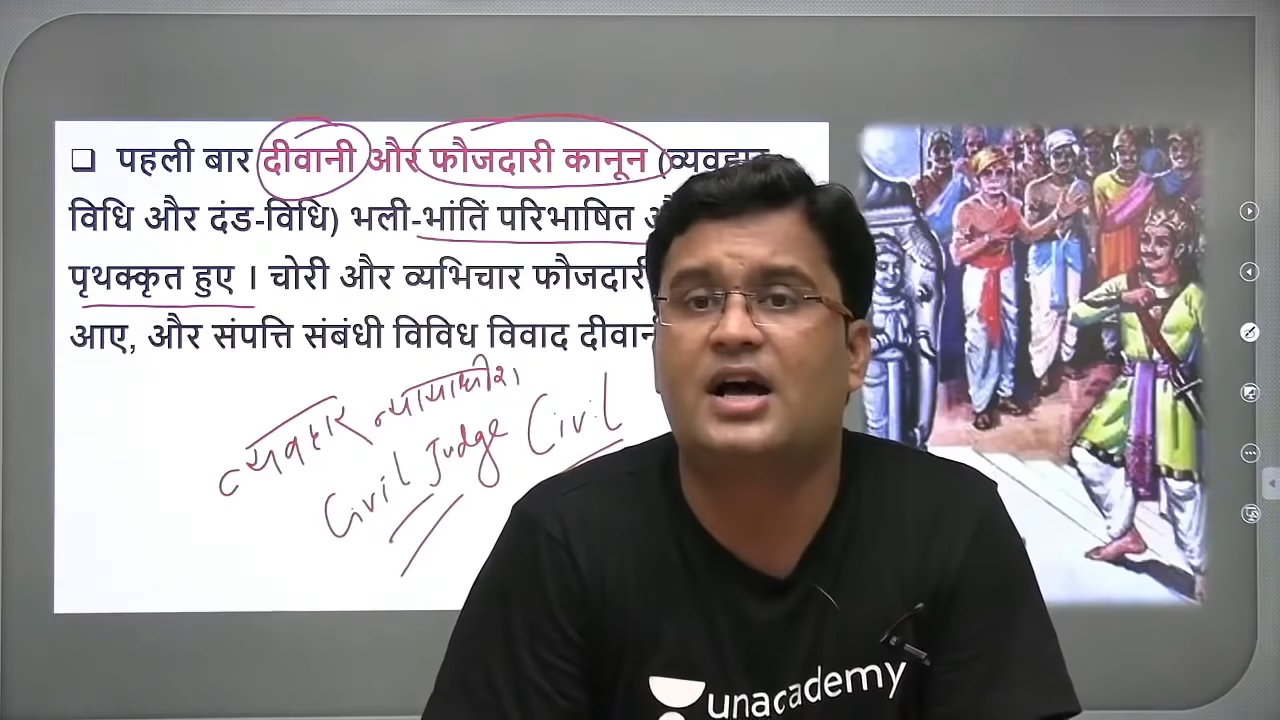 ❑ पहली बार दीवानी और फौजदारी कानून (व्यवहार
विधि और दंड-विधि) भली-भांतिं परिभाषित
पृथक्कृत हुए । चोरी और व्यभिचार फौजदारी
आए, और संपत्ति संबंधी विविध विवाद
व्यवहार न्यायाधीश
Civil Judge Civil
unacademy